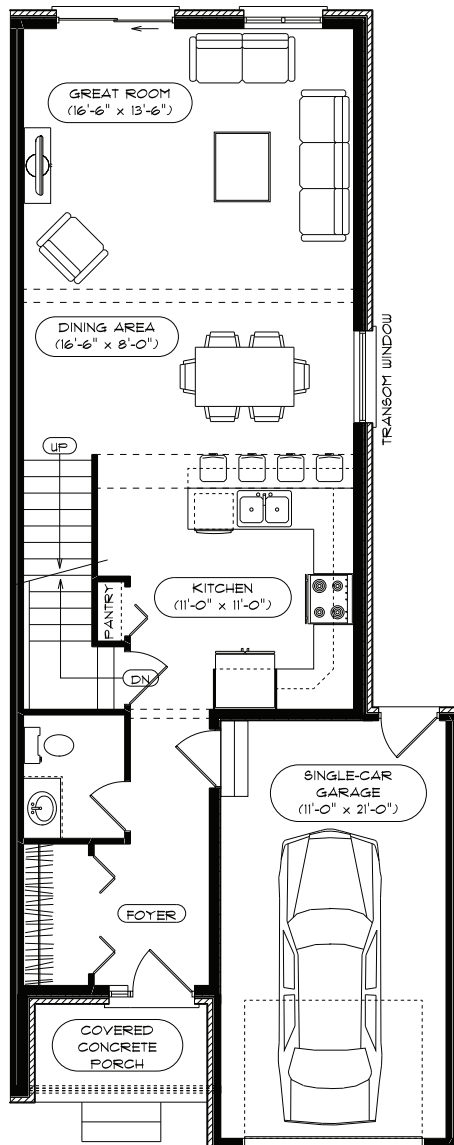 GREAT ROOM
(16'-6" x 13'-6")
DINING AREA
(16'-6" x 8'-0")
TRANSOM WINDOW
UP
KITCHEN
(11'-0" x 11'-0")
PANTRY
DN
SINGLE-CAR
GARAGE
(11'-0" x 21'-0")
FOYER
COVERED
CONCRETE
PORCH